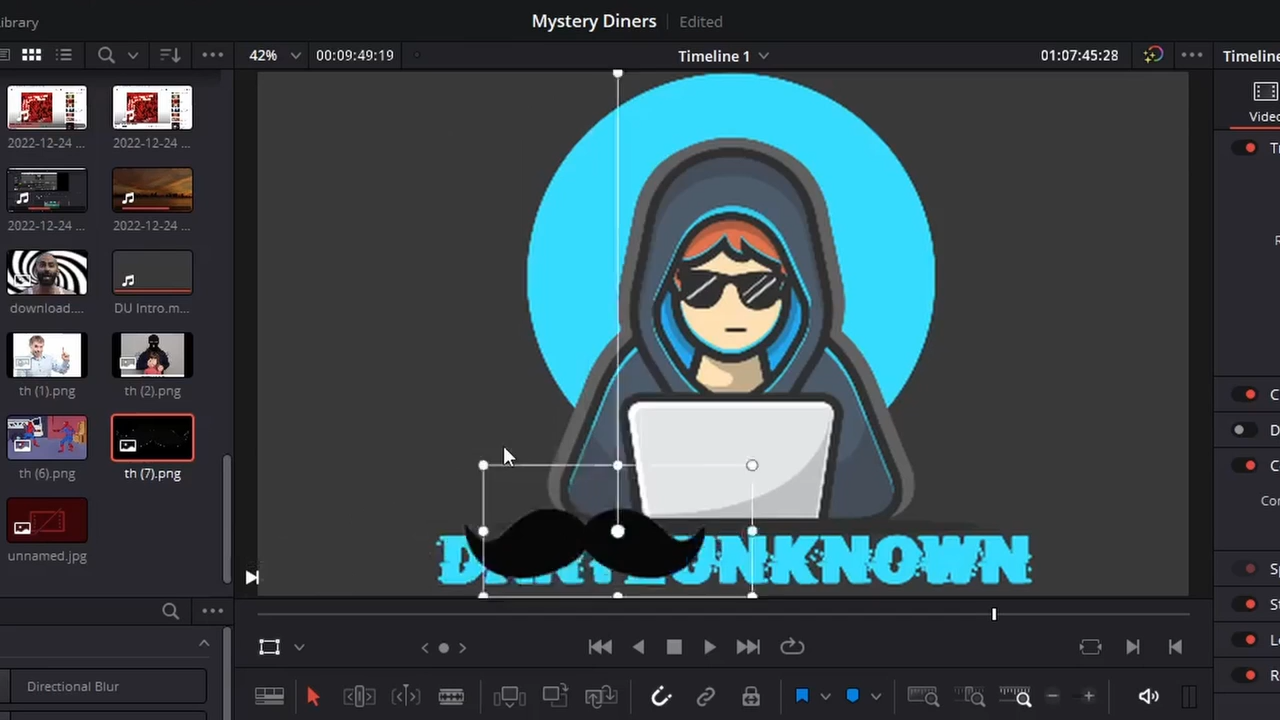 ibrary
Mystery Diners
Edited
42%
00:09:49:19
Timeline 1
01:07:45:28
Timeline
Video
2022-12-24 ...
2022-12-24 ...
2022-12-24 ...
2022-12-24 ...
download....
DU Intro.m...
th (1).png
th (2).png
th (6).png
th (7).png
unnamed.jpg
UNKNOWN
Directional Blur